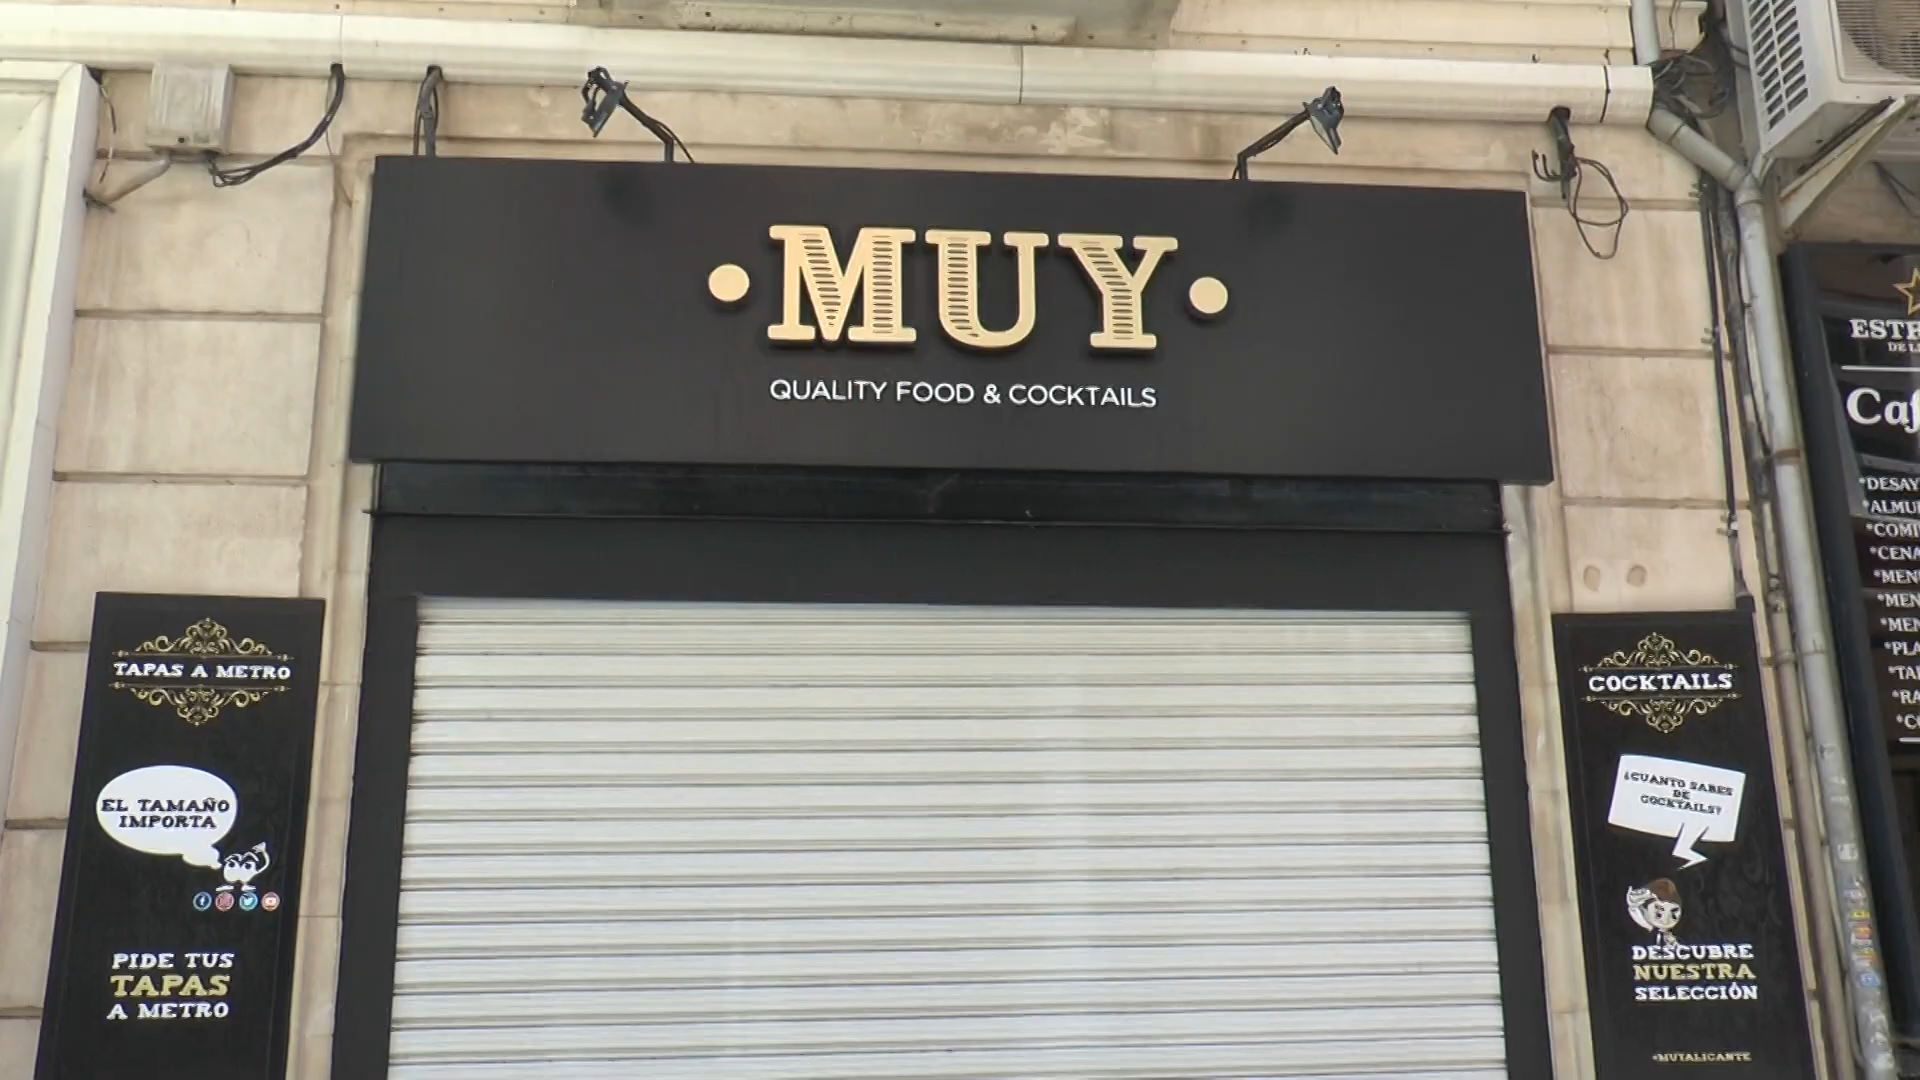 ·MUY·
QUALITY FOOD & COCKTAILS
TAPAS A METRO
EL TAMAÑO
IMPORTA
PIDE TUS
TAPAS
A METRO
COCKTAILS
¿CUANTO SABES
DE
COCKTAILS?
DESCUBRE
NUESTRA
SELECCIÓN